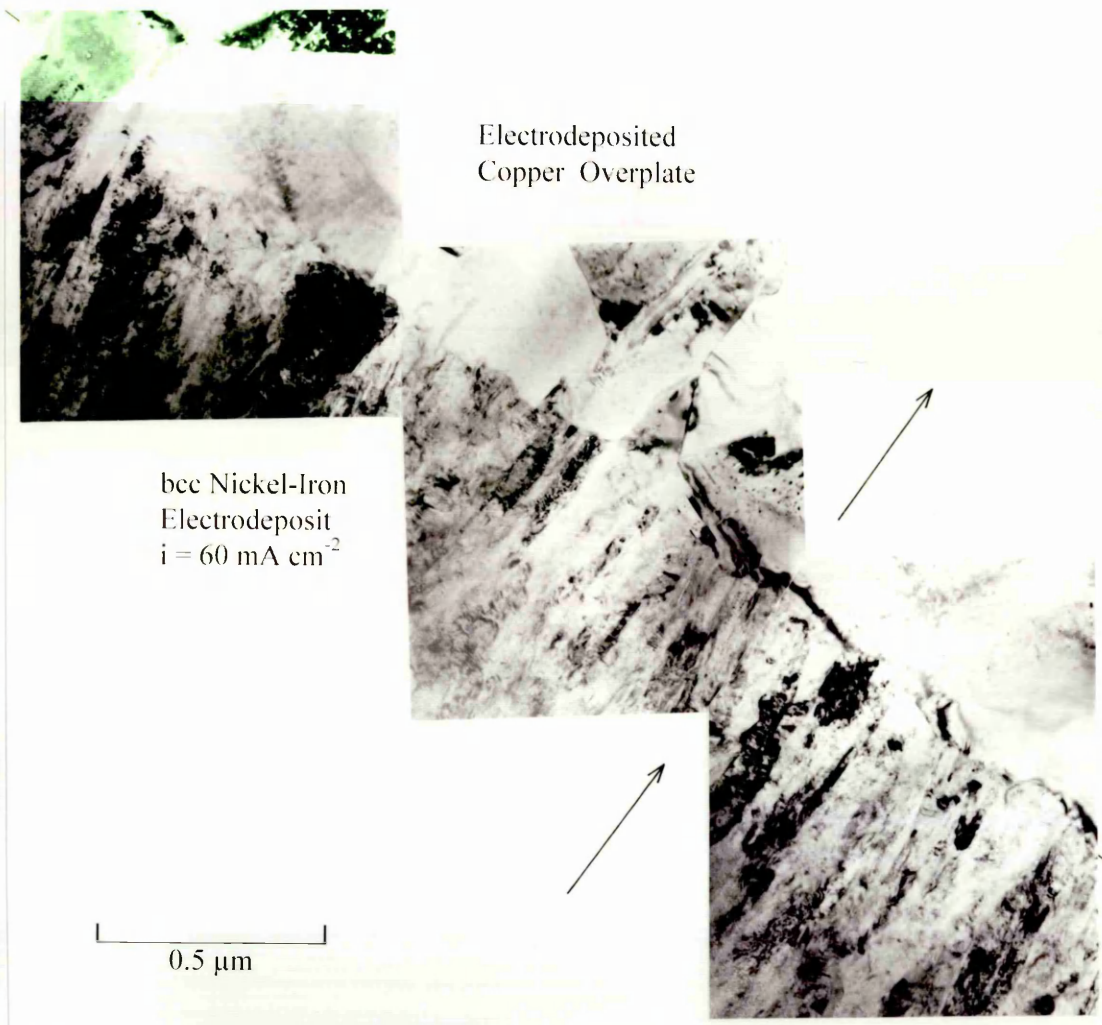 Electrodeposited
Copper Overplate
bcc Nickel-Iron
Electrodeposit
i = 60 mA cm⁻²
0.5 μm